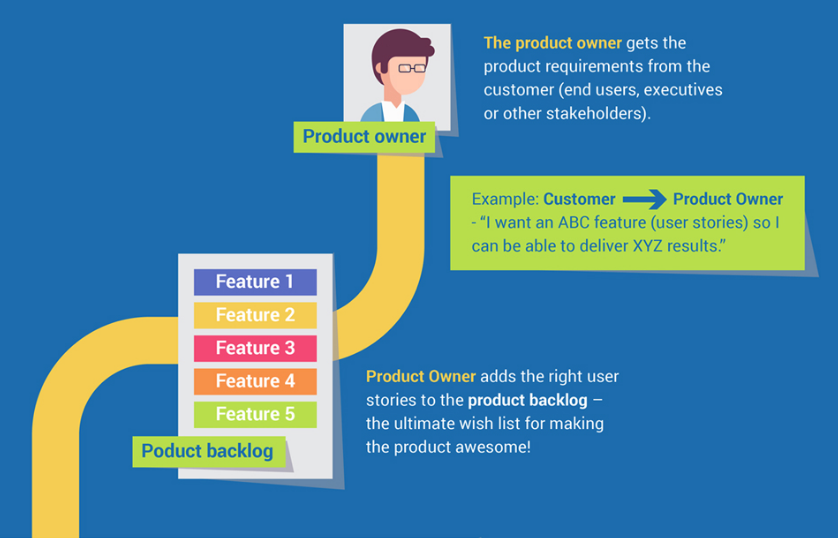 The product owner gets the
product requirements from the
customer (end users, executives
or other stakeholders).
Product owner
Example: Customer Product Owner
- “I want an ABC feature (user stories) so I
can be able to deliver XYZ results.”
Feature 1
Feature 2
Feature 3
Feature 4
Feature 5
Poduct backlog
Product Owner adds the right user
stories to the product backlog –
the ultimate wish list for making
the product awesome!